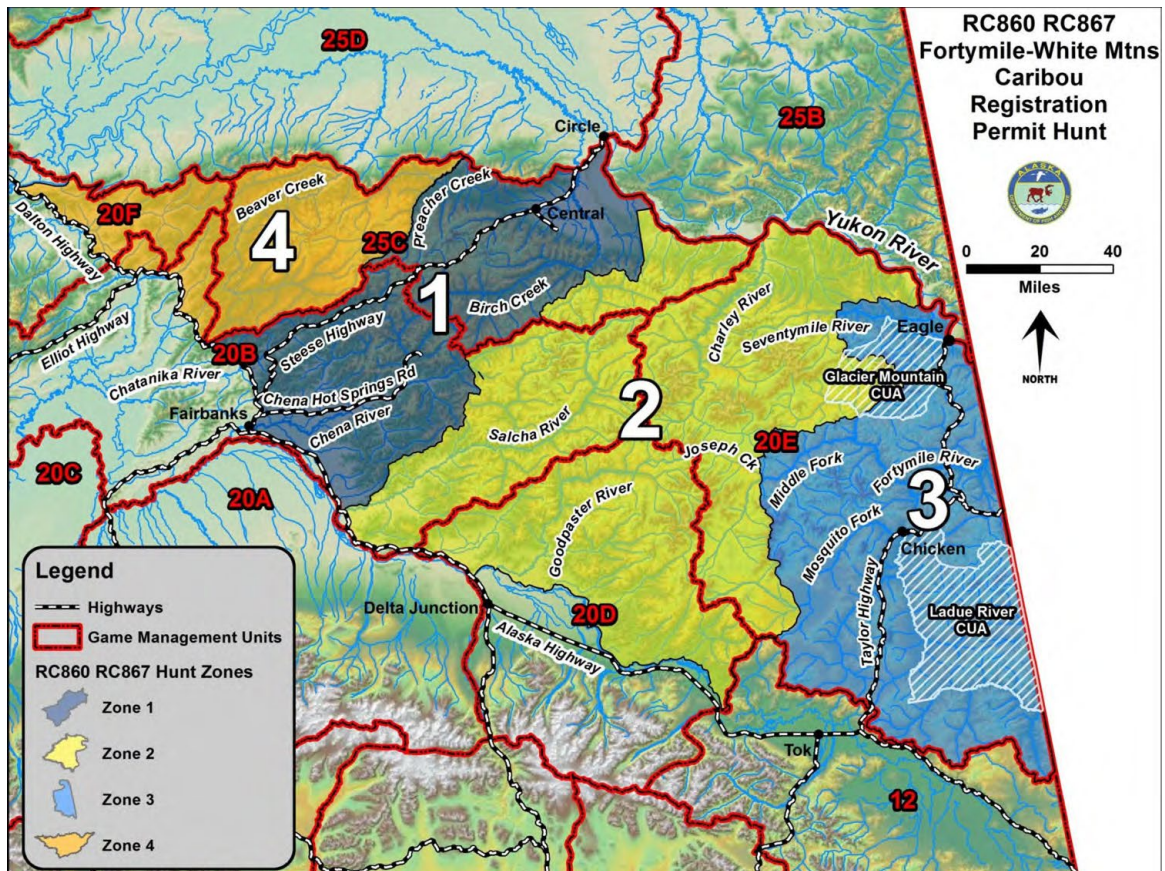 RC860 RC867
Fortymile-White Mtns
Caribou
Registration
Permit Hunt
ALASKA
0 20 40
Miles
NORTH
25D
25B
Circle
Preacher Creek
Beaver Creek
20F
4
Central
25C
Dalton Highway
Yukon River
1
Birch Creek
Charley River
Seventymile River
Eagle
Elliot Highway
Steese Highway
20B
Chatanika River
Glacier Mountain
CUA
Chena Hot Springs Rd
Fairbanks
Chena River
2
Salcha River
20E
Joseph Ck
Middle Fork
Fortymile River
20C
20A
3
Goodpaster River
Mosquito Fork
Chicken
Delta Junction
20D
Alaska Highway
Taylor Highway
Ladue River
CUA
Tok
12
Legend
Highways
Game Management Units
RC860 RC867 Hunt Zones
Zone 1
Zone 2
Zone 3
Zone 4